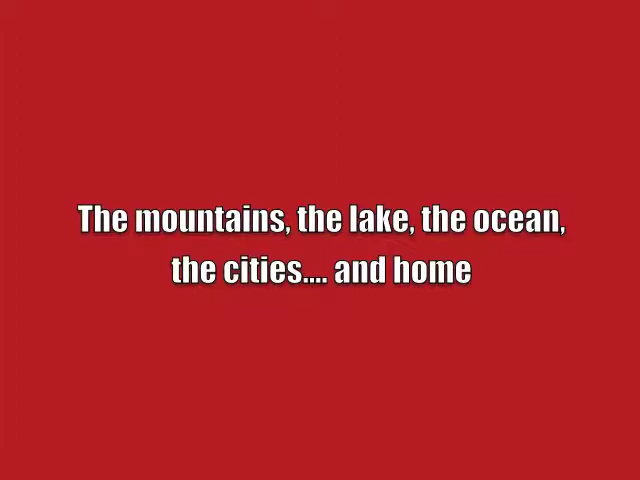 The mountains, the lake, the ocean,
the cities.... and home